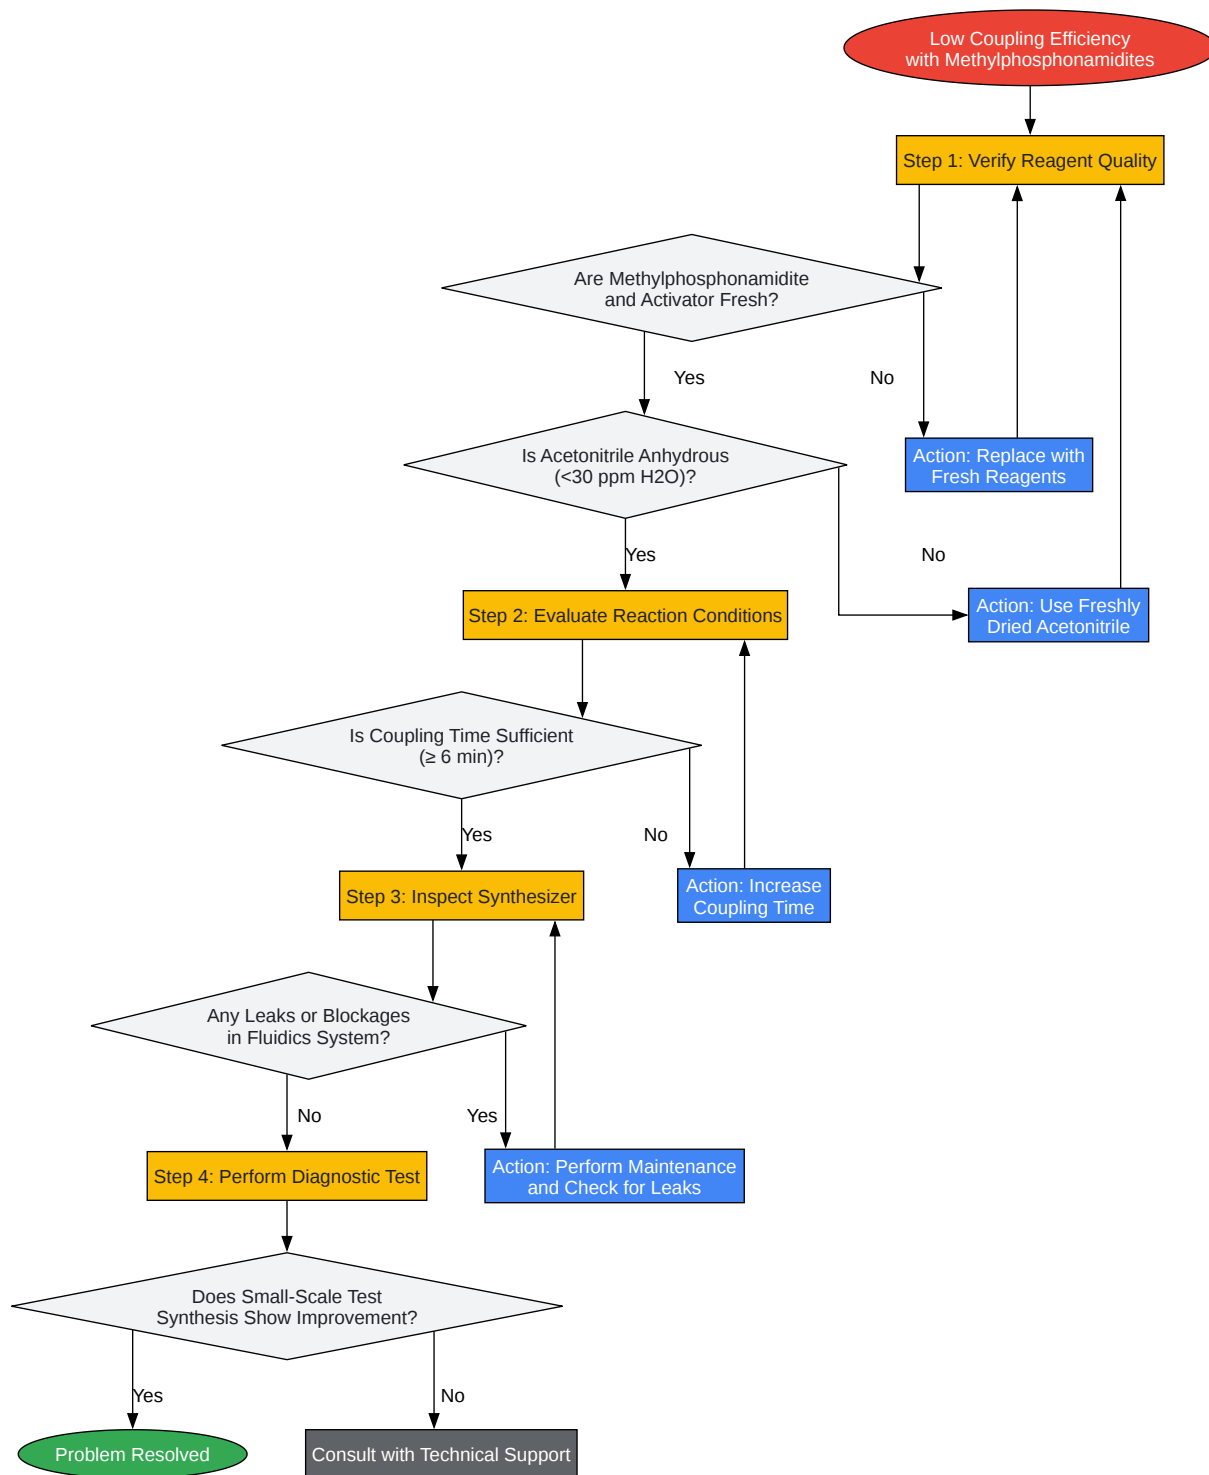 Low Coupling Efficiency
with Methylphosphonamidites
Step 1: Verify Reagent Quality
Are Methylphosphonamidite
and Activator Fresh?
Yes
No
Is Acetonitrile Anhydrous
(<30 ppm H2O)?
Action: Replace with
Fresh Reagents
Yes
No
Step 2: Evaluate Reaction Conditions
Action: Use Freshly
Dried Acetonitrile
Is Coupling Time Sufficient
(≥ 6 min)?
Yes
No
Step 3: Inspect Synthesizer
Action: Increase
Coupling Time
Any Leaks or Blockages
in Fluidics System?
No
Yes
Step 4: Perform Diagnostic Test
Action: Perform Maintenance
and Check for Leaks
Does Small-Scale Test
Synthesis Show Improvement?
Yes
No
Problem Resolved
Consult with Technical Support